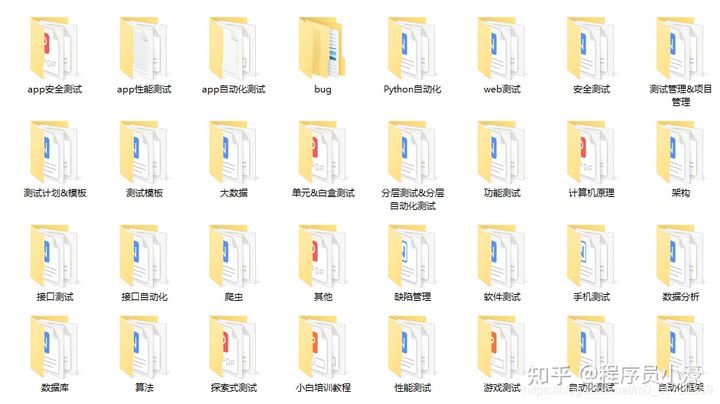 app安全测试
app性能测试
app自动化测试
bug
Python自动化
web测试
安全测试
测试管理&项目
管理
测试计划&模板
测试模板
大数据
单元&白盒测试
分层测试&分层
自动化测试
功能测试
计算机原理
架构
接口测试
接口自动化
爬虫
其他
缺陷管理
软件测试
手机测试
数据分析
数据库
算法
探索式测试
小白培训教程
性能测试
游戏测试
自动化测试
自动化框架
知乎 @程序员小濠